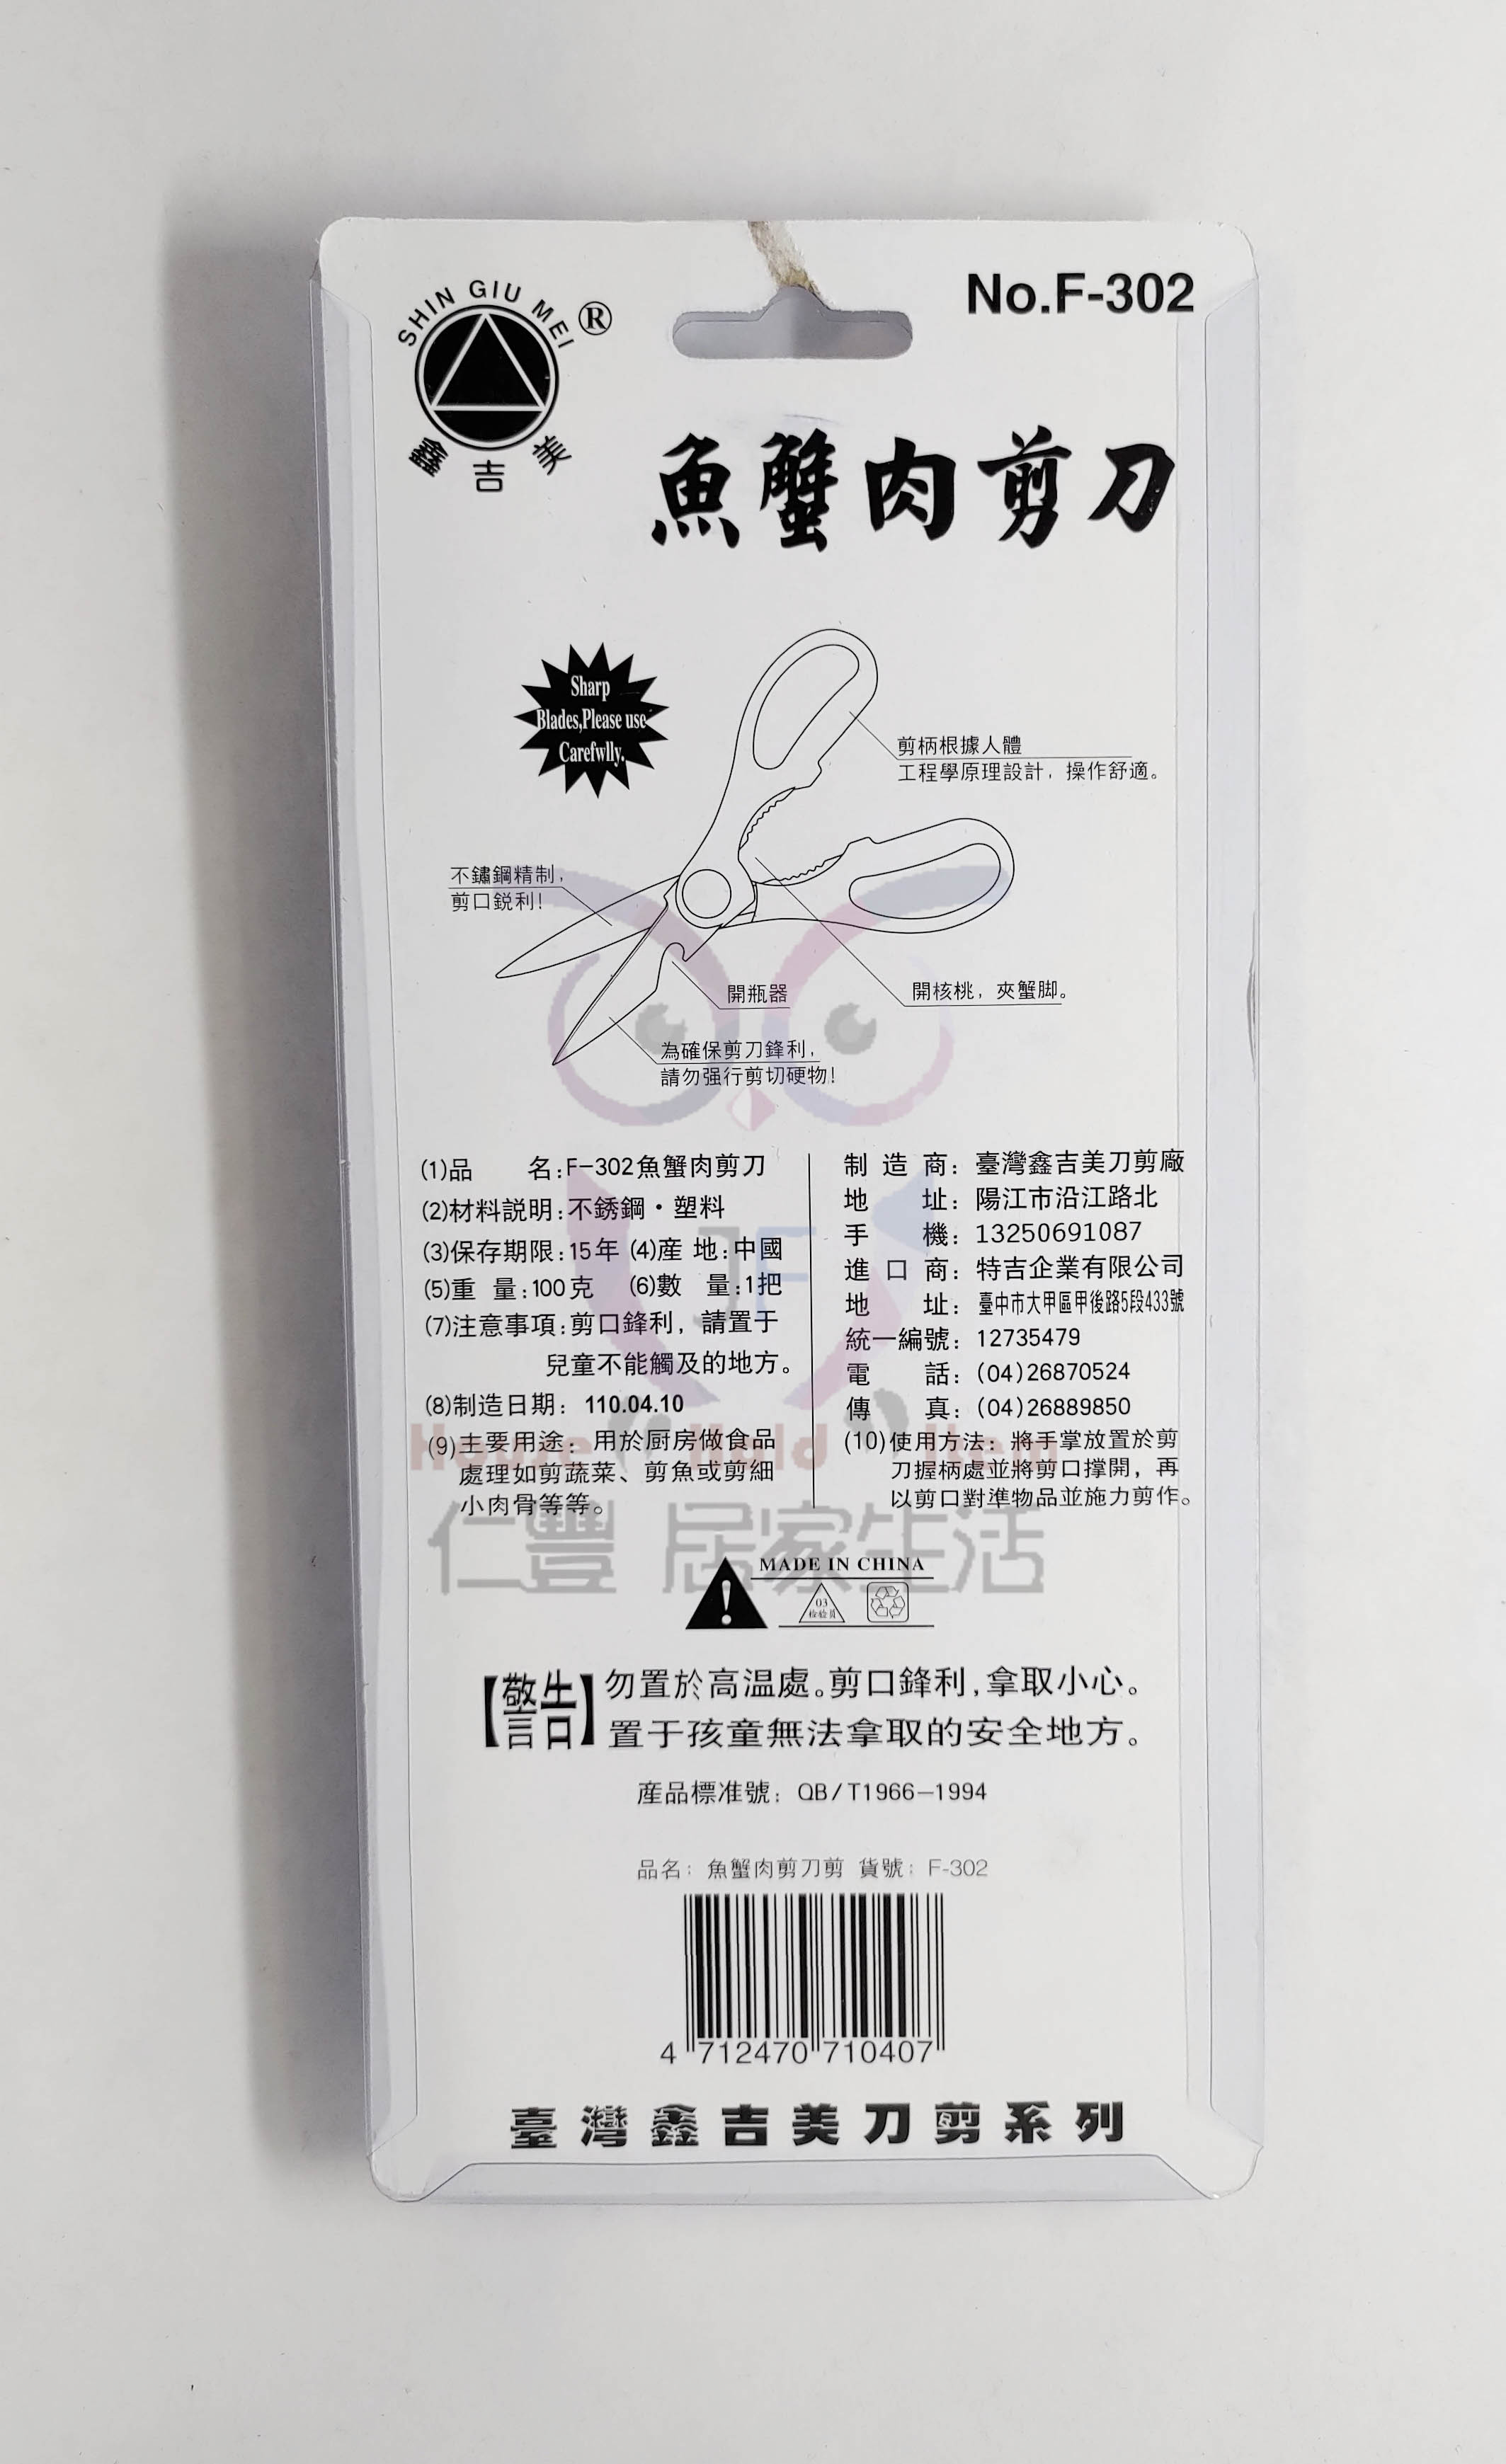 SHIN GIU MEI ®
鑫吉美
No.F-302
魚蟹肉剪刀
Sharp
Blades,Please use
Carefwlly.
剪柄根據人體
工程學原理設計，操作舒適。
不鏽鋼精制，
剪口銳利！
開瓶器
開核桃，夾蟹脚。
為確保剪刀鋒利，
請勿强行剪切硬物！
(1)品　　名:F-302魚蟹肉剪刀
(2)材料説明:不銹鋼・塑料
(3)保存期限:15年 (4)産 地:中國
(5)重 量:100克 (6)數 量:1把
(7)注意事項:剪口鋒利，請置于
兒童不能觸及的地方。
(8)制造日期：110.04.10
(9)主要用途：用於厨房做食品
處理如剪蔬菜、剪魚或剪細
小肉骨等等。
制 造 商：臺灣鑫吉美刀剪廠
地　　址：陽江市沿江路北
手　　機：13250691087
進 口 商：特吉企業有限公司
地　　址：臺中市大甲區甲後路5段433號
統一編號：12735479
電　　話：(04)26870524
傳　　真：(04)26889850
(10)使用方法：將手掌放置於剪
刀握柄處並將剪口撑開，再
以剪口對準物品並施力剪作。
JF
House Hold Item
仁豐 居家生活
MADE IN CHINA
03
检验員
【警告】勿置於高温處。剪口鋒利，拿取小心。
置于孩童無法拿取的安全地方。
産品標准號：QB/T1966-1994
品名：魚蟹肉剪刀剪 貨號：F-302
4 712470 710407
臺灣鑫吉美刀剪系列